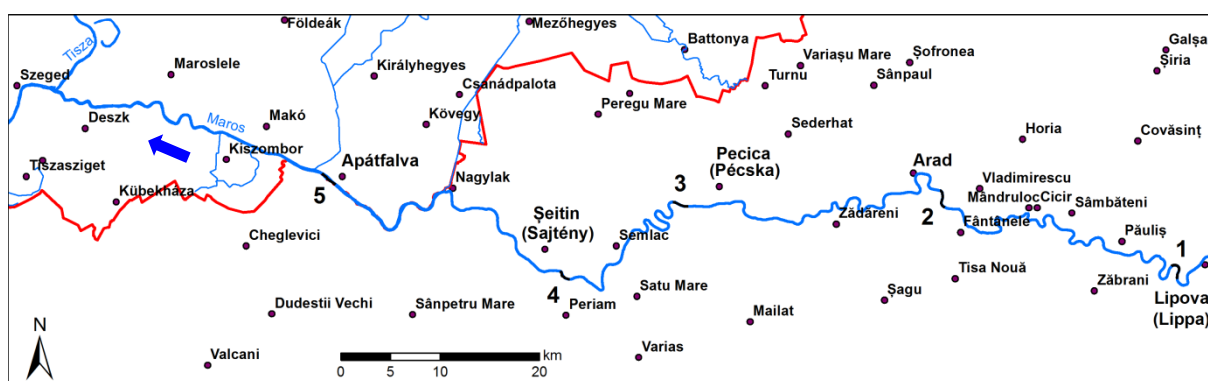 Földeák
Mezőhegyes
Battonya
Galșa
Tisza
Maroslele
Királyhegyes
Variașu Mare
Șofronea
Șiria
Szeged
Csanádpalota
Turnu
Sânpaul
Peregu Mare
Deszk
Maros
Makó
Kövegy
Sederhat
Horia
Covăsinț
Tiszasziget
Kiszombor
Apátfalva
Pecica
(Pécska)
Arad
Kübekháza
5
Nagylak
3
Vladimirescu
Mândruloc
Cicir
Sâmbăteni
Șeitin
(Sajtény)
2
Zădăreni
Fântânele
Păuliș
Cheglevici
Semlac
1
4
Tisa Nouă
Zăbrani
Satu Mare
Șagu
Lipova
(Lippa)
Dudestii Vechi
Sânpetru Mare
Periam
Mailat
N
Valcani
km
Varias
0 5 10 20